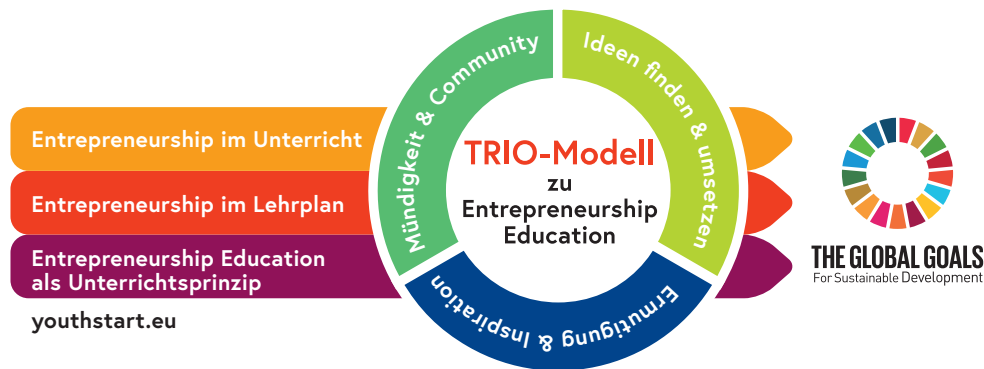 Entrepreneurship im Unterricht
Entrepreneurship im Lehrplan
Entrepreneurship Education
als Unterrichtsprinzip
youthstart.eu
Mündigkeit & Community
Ideen finden & umsetzen
Ermutigung & Inspiration
TRIO-Modell
zu
Entrepreneurship
Education
THE GLOBAL GOALS
For Sustainable Development